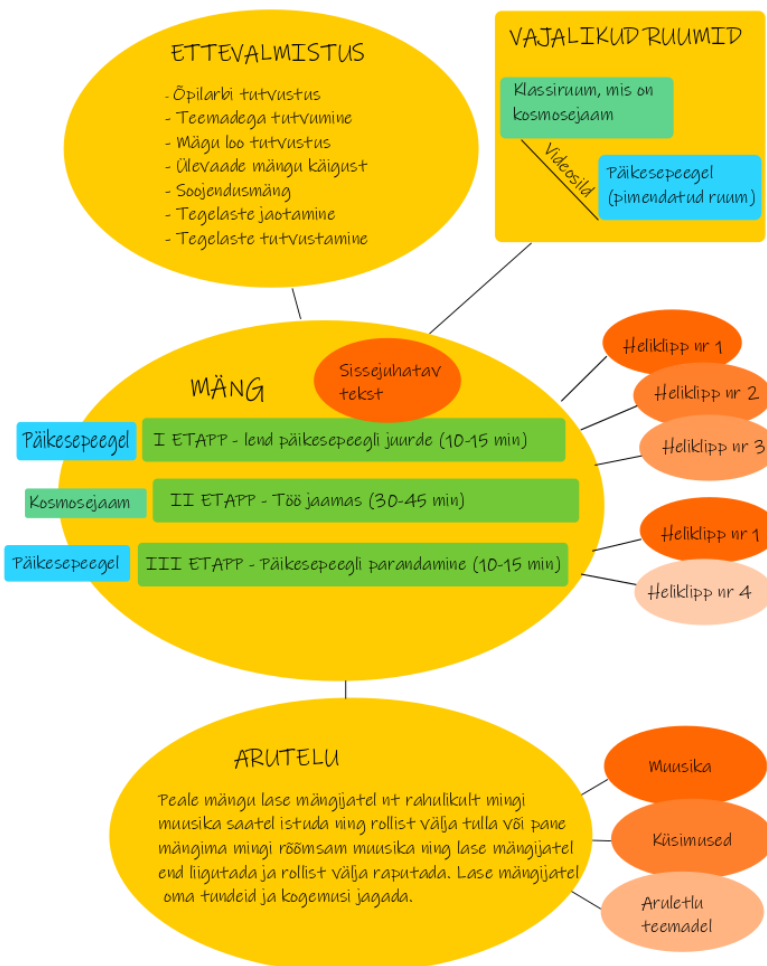 ETTEVALMISTUS
- Õpilarbi tutvustus
- Teemadega tutvumine
- Mägu loo tutvustus
- Ülevaade mängu käigust
- Soojendusmäng
- Tegelaste jaotamine
- Tegelaste tutvustamine
VAJALIKUD RUUMID
Klassiruum, mis on
kosmosejaam
Videosild
Päikesepeegel
(pimendatud ruum)
MÄNG
Sissejuhatav
tekst
Päikesepeegel
I ETAPP - lend päikesepeegli juurde (10-15 min)
Kosmosejaam
II ETAPP - Töö jaamas (30-45 min)
Päikesepeegel
III ETAPP - Päikesepeegli parandamine (10-15 min)
Heliklipp nr 1
Heliklipp nr 2
Heliklipp nr 3
Heliklipp nr 1
Heliklipp nr 4
ARUTELU
Peale mängu lase mängijatel nt rahulikult mingi
muusika saatel istuda ning rollist välja tulla või pane
mängima mingi rõõmsam muusika ning lase mängijatel
end liigutada ja rollist välja raputada. Lase mängijatel
oma tundeid ja kogemusi jagada.
Muusika
Küsimused
Aruletlu
teemadel